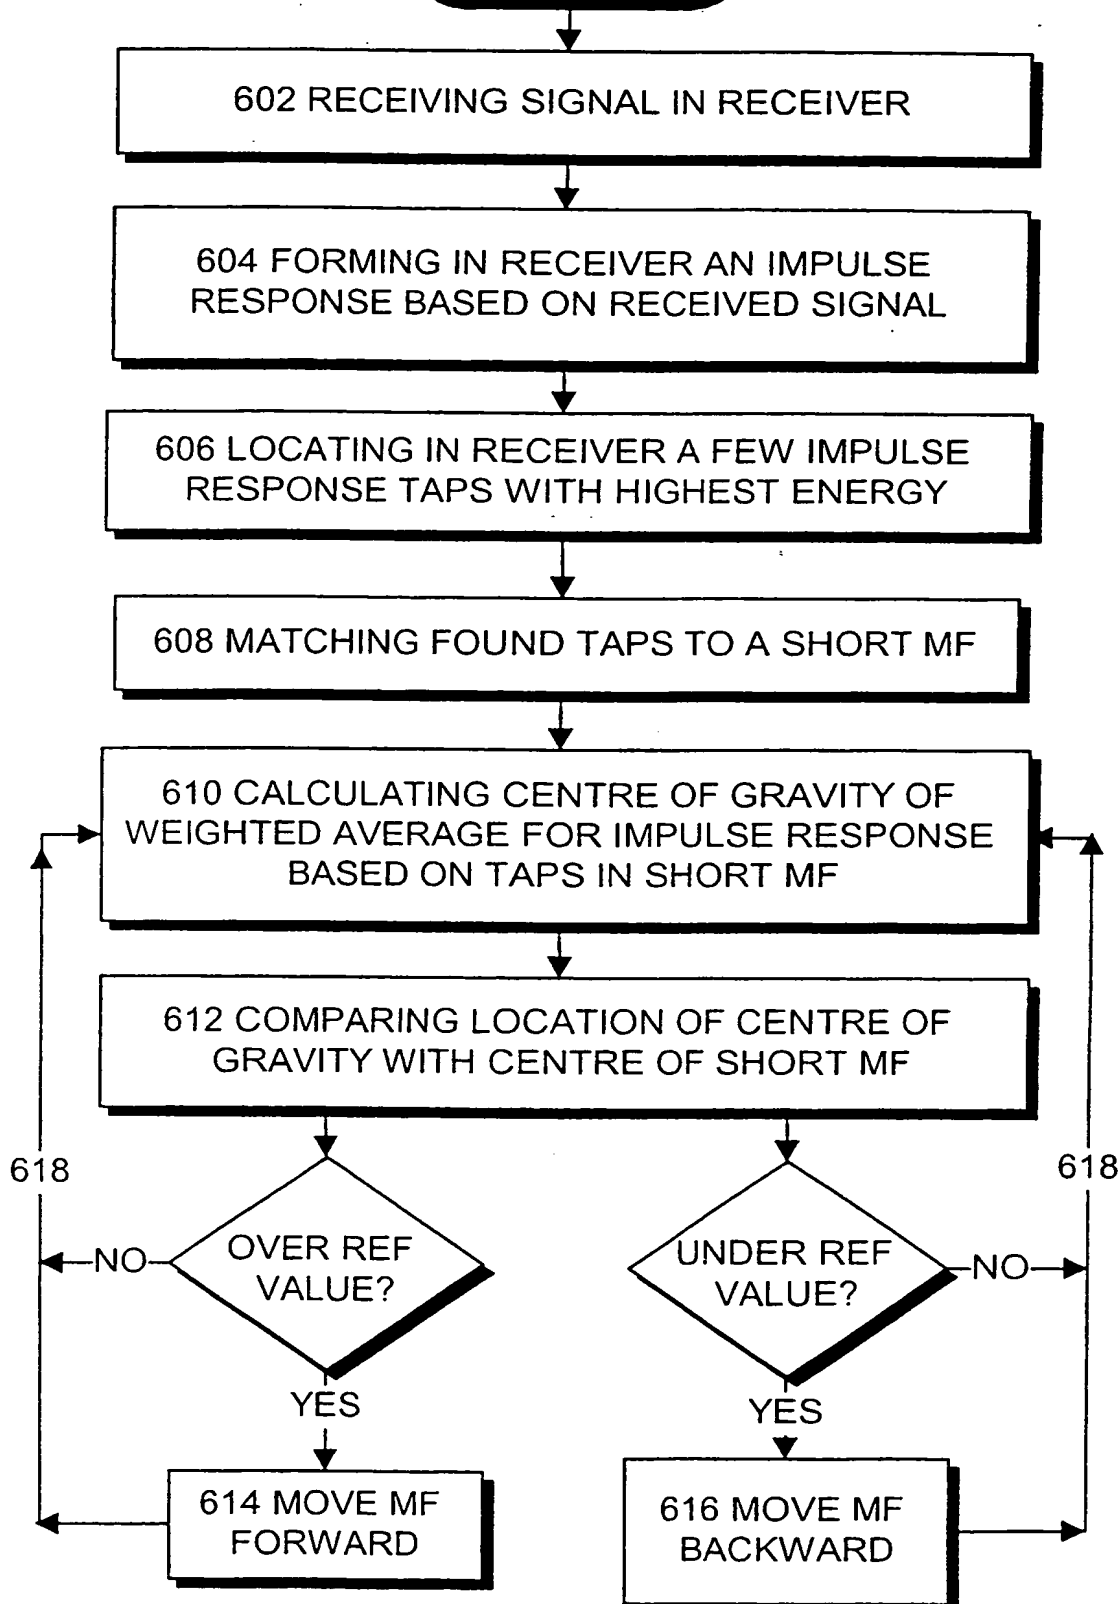 602 RECEIVING SIGNAL IN RECEIVER
604 FORMING IN RECEIVER AN IMPULSE
RESPONSE BASED ON RECEIVED SIGNAL
606 LOCATING IN RECEIVER A FEW IMPULSE
RESPONSE TAPS WITH HIGHEST ENERGY
608 MATCHING FOUND TAPS TO A SHORT MF
610 CALCULATING CENTRE OF GRAVITY OF
WEIGHTED AVERAGE FOR IMPULSE RESPONSE
BASED ON TAPS IN SHORT MF
612 COMPARING LOCATION OF CENTRE OF
GRAVITY WITH CENTRE OF SHORT MF
618
618
OVER REF
VALUE?
NO
UNDER REF
VALUE?
NO
YES
YES
614 MOVE MF
FORWARD
616 MOVE MF
BACKWARD